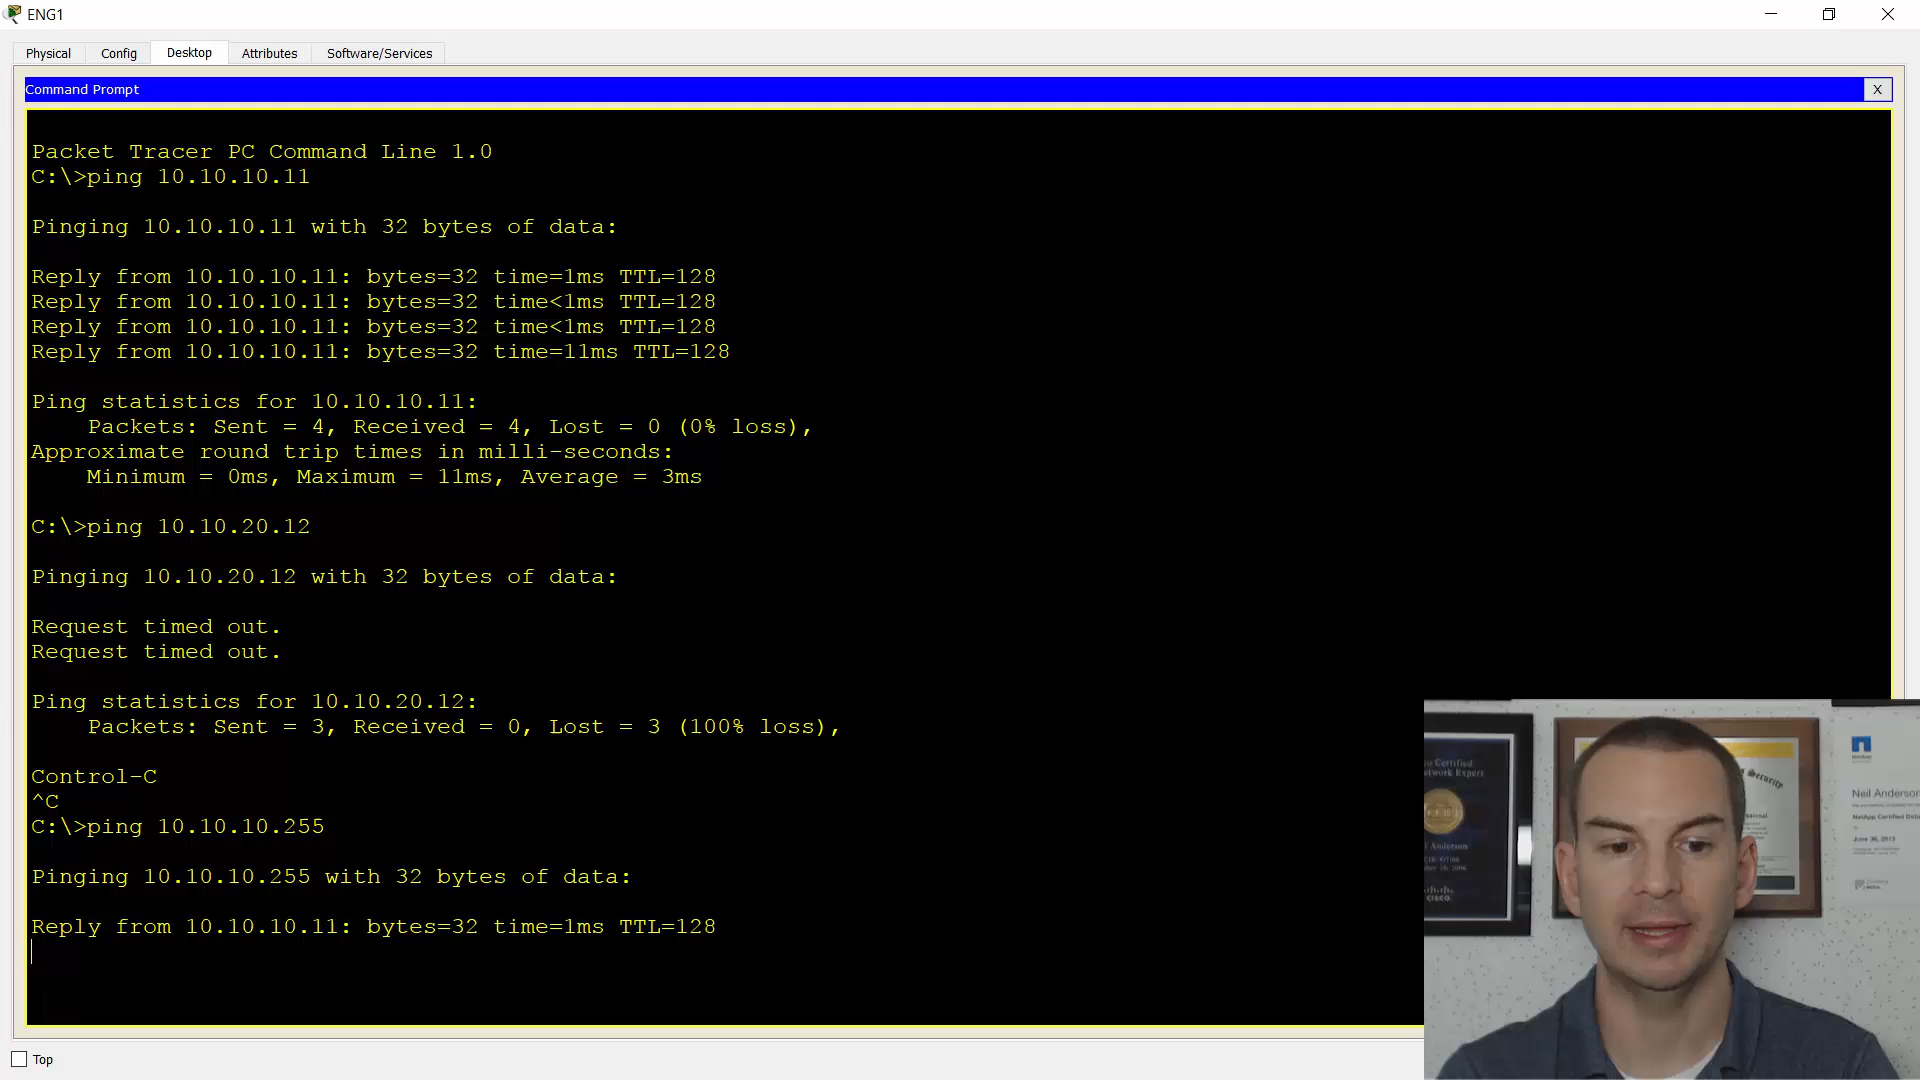 ENG1
Physical
Config
Desktop
Attributes
Software/Services
Command Prompt
X
Packet Tracer PC Command Line 1.0
C:\>ping 10.10.10.11
Pinging 10.10.10.11 with 32 bytes of data:
Reply from 10.10.10.11: bytes=32 time=1ms TTL=128
Reply from 10.10.10.11: bytes=32 time<1ms TTL=128
Reply from 10.10.10.11: bytes=32 time<1ms TTL=128
Reply from 10.10.10.11: bytes=32 time=11ms TTL=128
Ping statistics for 10.10.10.11:
Packets: Sent = 4, Received = 4, Lost = 0 (0% loss),
Approximate round trip times in milli-seconds:
Minimum = 0ms, Maximum = 11ms, Average = 3ms
C:\>ping 10.10.20.12
Pinging 10.10.20.12 with 32 bytes of data:
Request timed out.
Request timed out.
Ping statistics for 10.10.20.12:
Packets: Sent = 3, Received = 0, Lost = 3 (100% loss),
Control-C
^C
C:\>ping 10.10.10.255
Pinging 10.10.10.255 with 32 bytes of data:
Reply from 10.10.10.11: bytes=32 time=1ms TTL=128
Top
Certified
Expert
cisco
Security
Neil Anderson
NetApp Certified Data